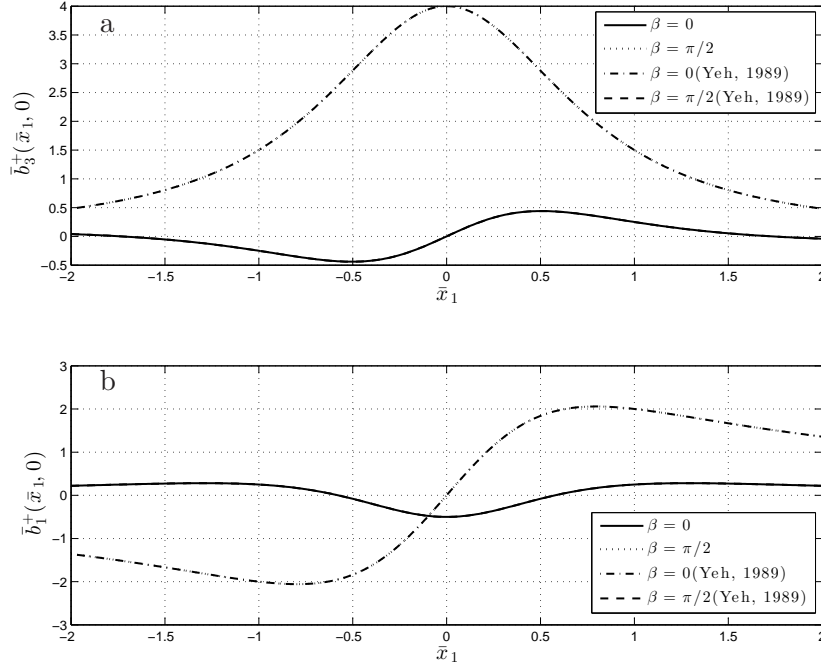 a
4
3.5
3
2.5
2
1.5
1
0.5
0
−0.5
b̄₃⁺(x̄₁, 0)
β = 0
β = π/2
β = 0(Yeh, 1989)
β = π/2(Yeh, 1989)
−2 −1.5 −1 −0.5 0 0.5 1 1.5 2
x̄₁
b
3
2
1
0
−1
−2
−3
b̄₁⁺(x̄₁, 0)
β = 0
β = π/2
β = 0(Yeh, 1989)
β = π/2(Yeh, 1989)
−2 −1.5 −1 −0.5 0 0.5 1 1.5 2
x̄₁